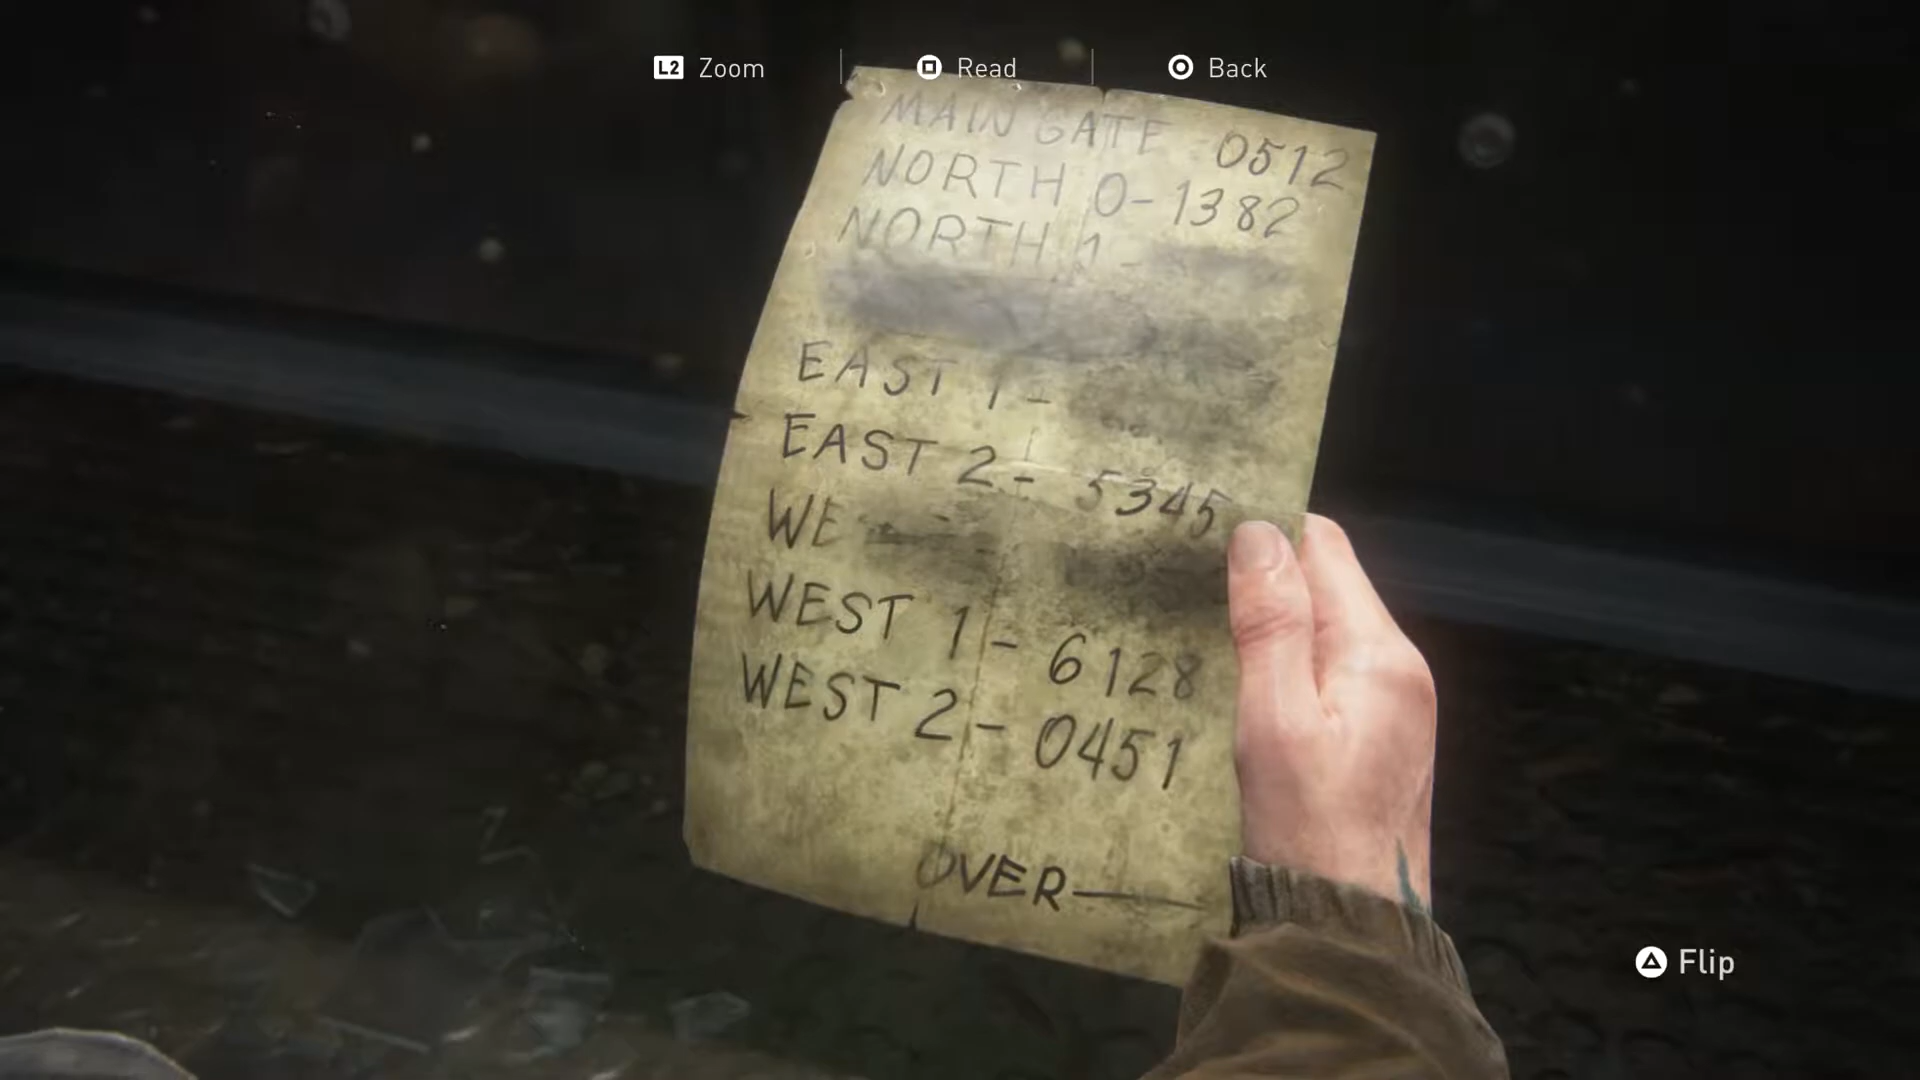 L2 Zoom Read Back
MAIN GATE 0512
NORTH 0-1382
NORTH 1 -
EAST 1 -
EAST 2 - 5345
WE
WEST 1 - 6128
WEST 2 - 0451
OVER
Flip